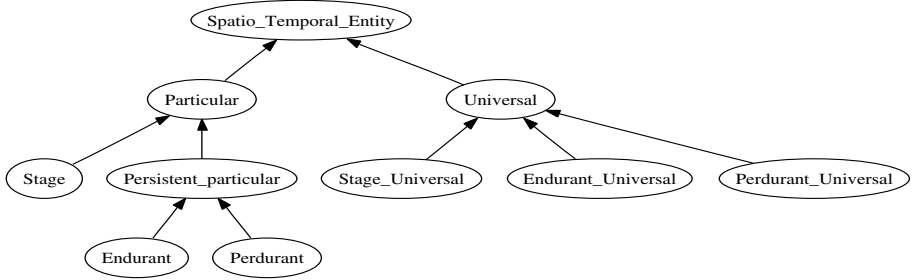 Spatio_Temporal_Entity
Particular
Universal
Stage
Persistent_particular
Stage_Universal
Endurant_Universal
Perdurant_Universal
Endurant
Perdurant